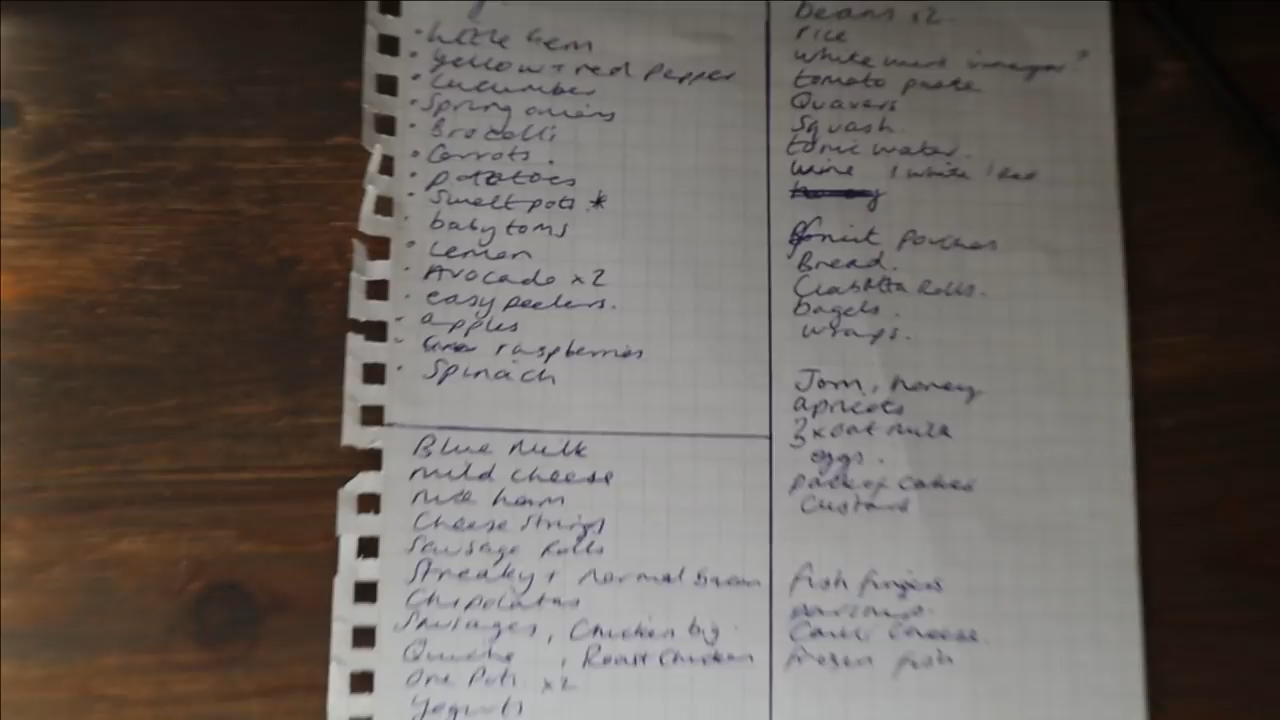 Little Gem
yellow + red pepper
Cucumber
Spring onions
Brocolli
Carrots.
potatoes
Small pots *
baby toms
Lemon
Avocado x2
easy peelers.
apples
raspberries
Spinach
Blue Milk
mild cheese
ham
Cheese Strings
Sausage Rolls
Streaky + normal Bacon
Chipolatas
Sausages, Chicken big
Quiche , Roast Chicken
One Pots x2
Yogurts
Beans x2
rice
white wine vinegar?
tomato paste
Quavers
Squash.
tonic water.
wine 1 white 1 Red
fruit pouches
Bread.
Ciabatta Rolls.
bagels.
wraps.
Jam, honey
apricots
3 x oat milk
eggs.
pack of cakes
Custard
fish fingers
Cauli Cheese.
frozen fish